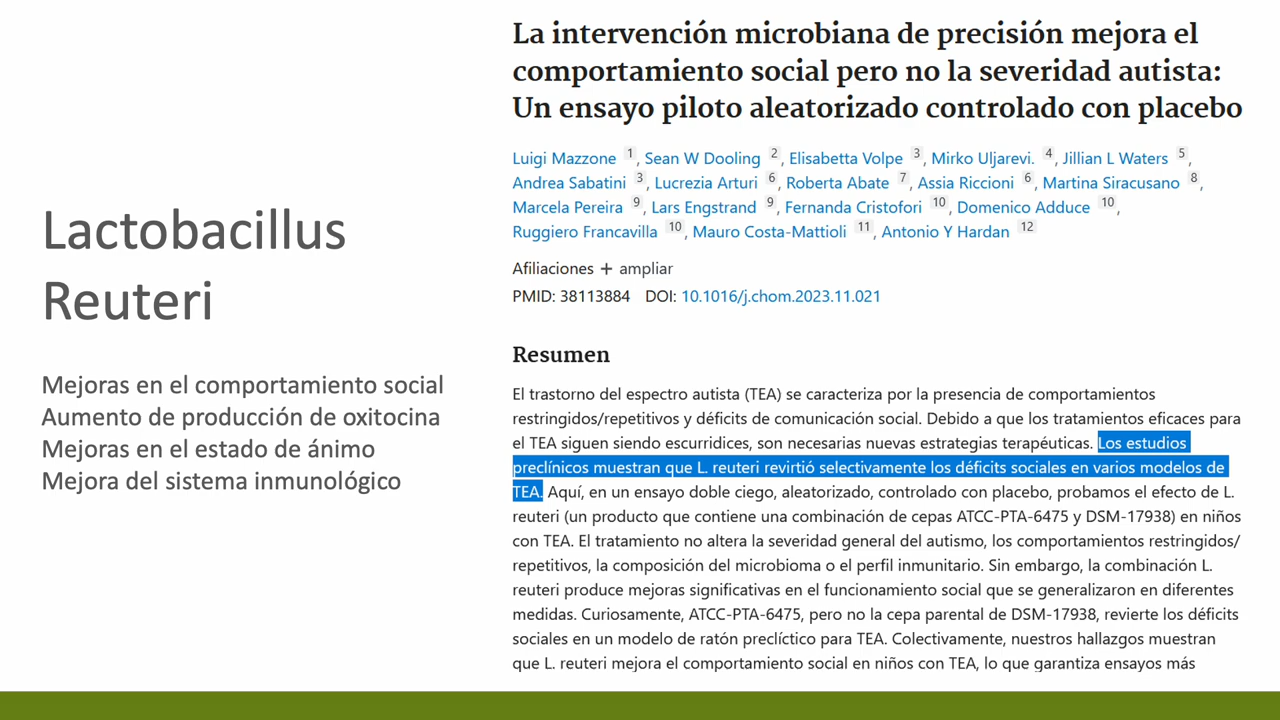 Lactobacillus
Reuteri
Mejoras en el comportamiento social
Aumento de producción de oxitocina
Mejoras en el estado de ánimo
Mejora del sistema inmunológico
La intervención microbiana de precisión mejora el
comportamiento social pero no la severidad autista:
Un ensayo piloto aleatorizado controlado con placebo
Luigi Mazzone 1, Sean W Dooling 2, Elisabetta Volpe 3, Mirko Uljarevi. 4, Jillian L Waters 5,
Andrea Sabatini 3, Lucrezia Arturi 6, Roberta Abate 7, Assia Riccioni 6, Martina Siracusano 8,
Marcela Pereira 9, Lars Engstrand 9, Fernanda Cristofori 10, Domenico Adduce 10,
Ruggiero Francavilla 10, Mauro Costa-Mattioli 11, Antonio Y Hardan 12
Afiliaciones + ampliar
PMID: 38113884 DOI: 10.1016/j.chom.2023.11.021
Resumen
El trastorno del espectro autista (TEA) se caracteriza por la presencia de comportamientos
restringidos/repetitivos y déficits de comunicación social. Debido a que los tratamientos eficaces para
el TEA siguen siendo escurridices, son necesarias nuevas estrategias terapéuticas. Los estudios
preclínicos muestran que L. reuteri revirtió selectivamente los déficits sociales en varios modelos de
TEA. Aquí, en un ensayo doble ciego, aleatorizado, controlado con placebo, probamos el efecto de L.
reuteri (un producto que contiene una combinación de cepas ATCC-PTA-6475 y DSM-17938) en niños
con TEA. El tratamiento no altera la severidad general del autismo, los comportamientos restringidos/
repetitivos, la composición del microbioma o el perfil inmunitario. Sin embargo, la combinación L.
reuteri produce mejoras significativas en el funcionamiento social que se generalizaron en diferentes
medidas. Curiosamente, ATCC-PTA-6475, pero no la cepa parental de DSM-17938, revierte los déficits
sociales en un modelo de ratón preclíctico para TEA. Colectivamente, nuestros hallazgos muestran
que L. reuteri mejora el comportamiento social en niños con TEA, lo que garantiza ensayos más